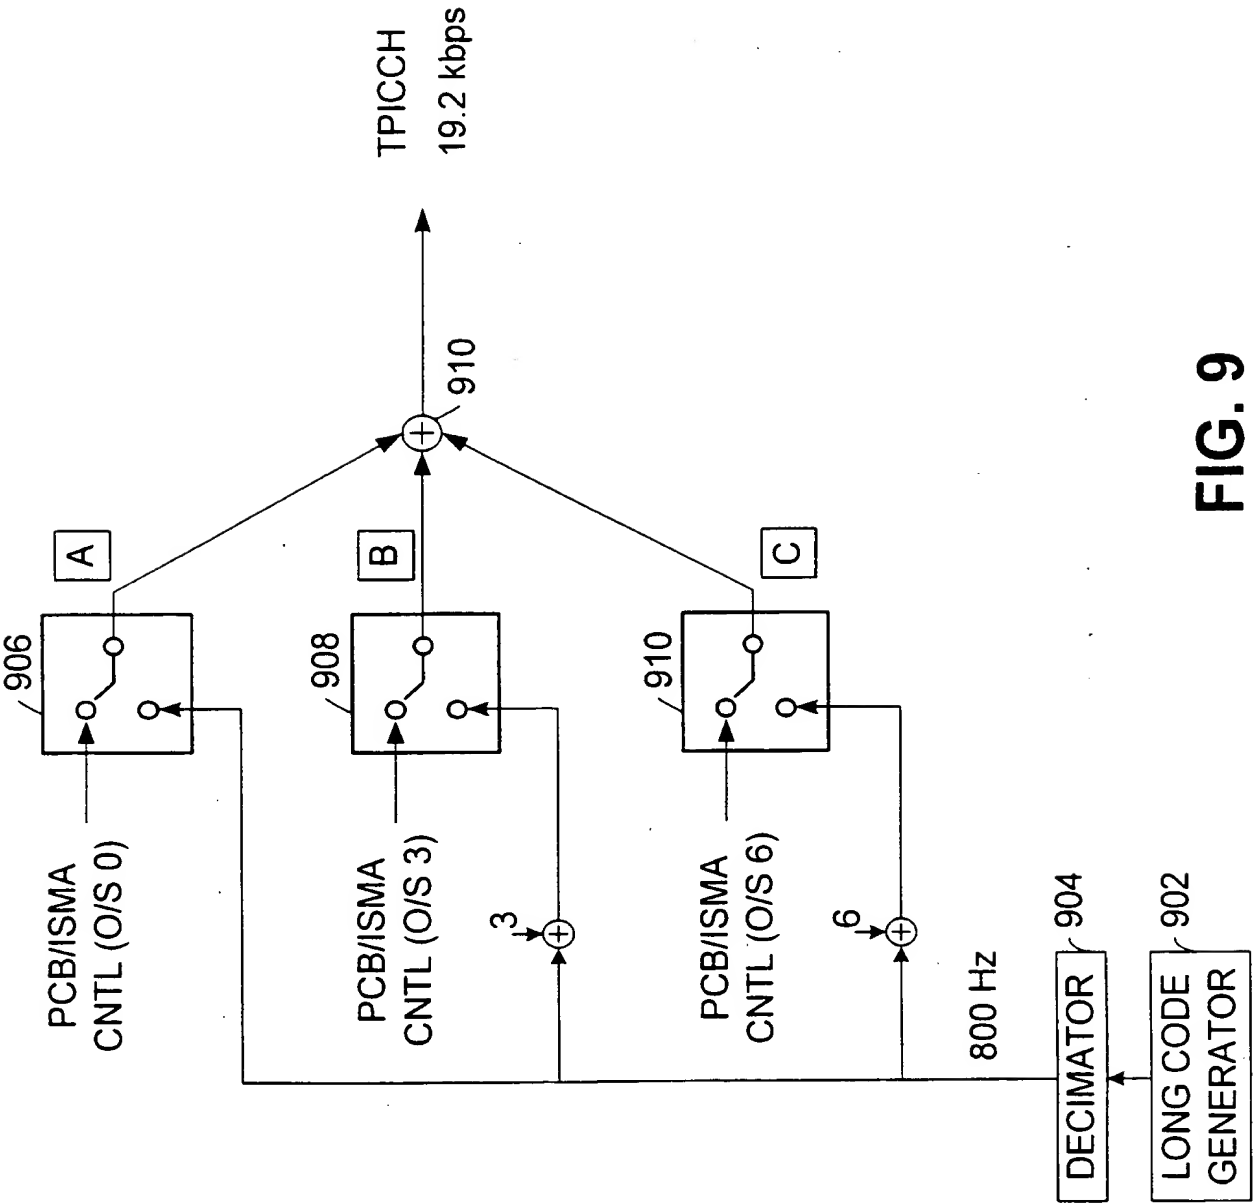 LONG CODE
GENERATOR
902
DECIMATOR
904
800 Hz
PCB/ISMA
CNTL (O/S 0)
906
A
PCB/ISMA
CNTL (O/S 3)
3
+
908
B
PCB/ISMA
CNTL (O/S 6)
6
+
910
C
+
910
TPICCH
19.2 kbps
FIG. 9